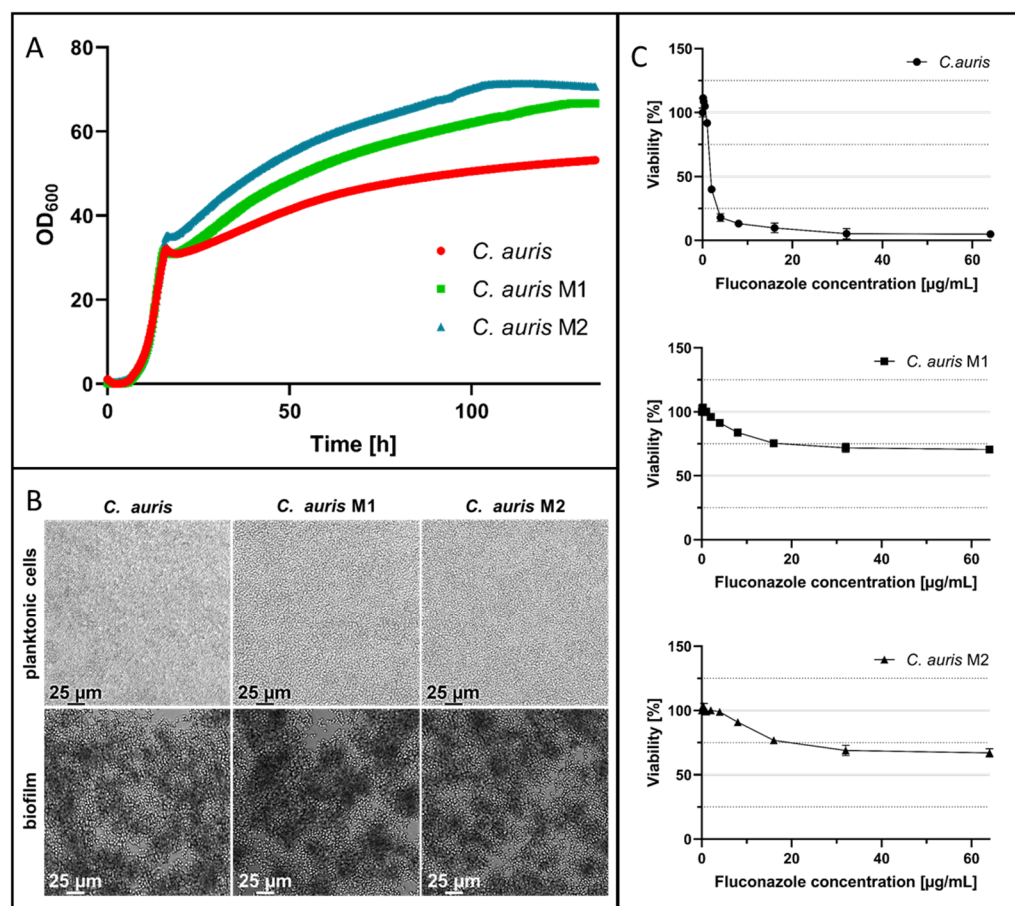 A
80
60
40
20
0
OD600
0 50 100
Time [h]
C. auris
C. auris M1
C. auris M2
B
C. auris C. auris M1 C. auris M2
planktonic cells
25 µm 25 µm 25 µm
biofilm
25 µm 25 µm 25 µm
C
150
100
50
0
Viability [%]
C.auris
0 20 40 60
Fluconazole concentration [µg/mL]
150
100
50
0
Viability [%]
C. auris M1
0 20 40 60
Fluconazole concentration [µg/mL]
150
100
50
0
Viability [%]
C. auris M2
0 20 40 60
Fluconazole concentration [µg/mL]